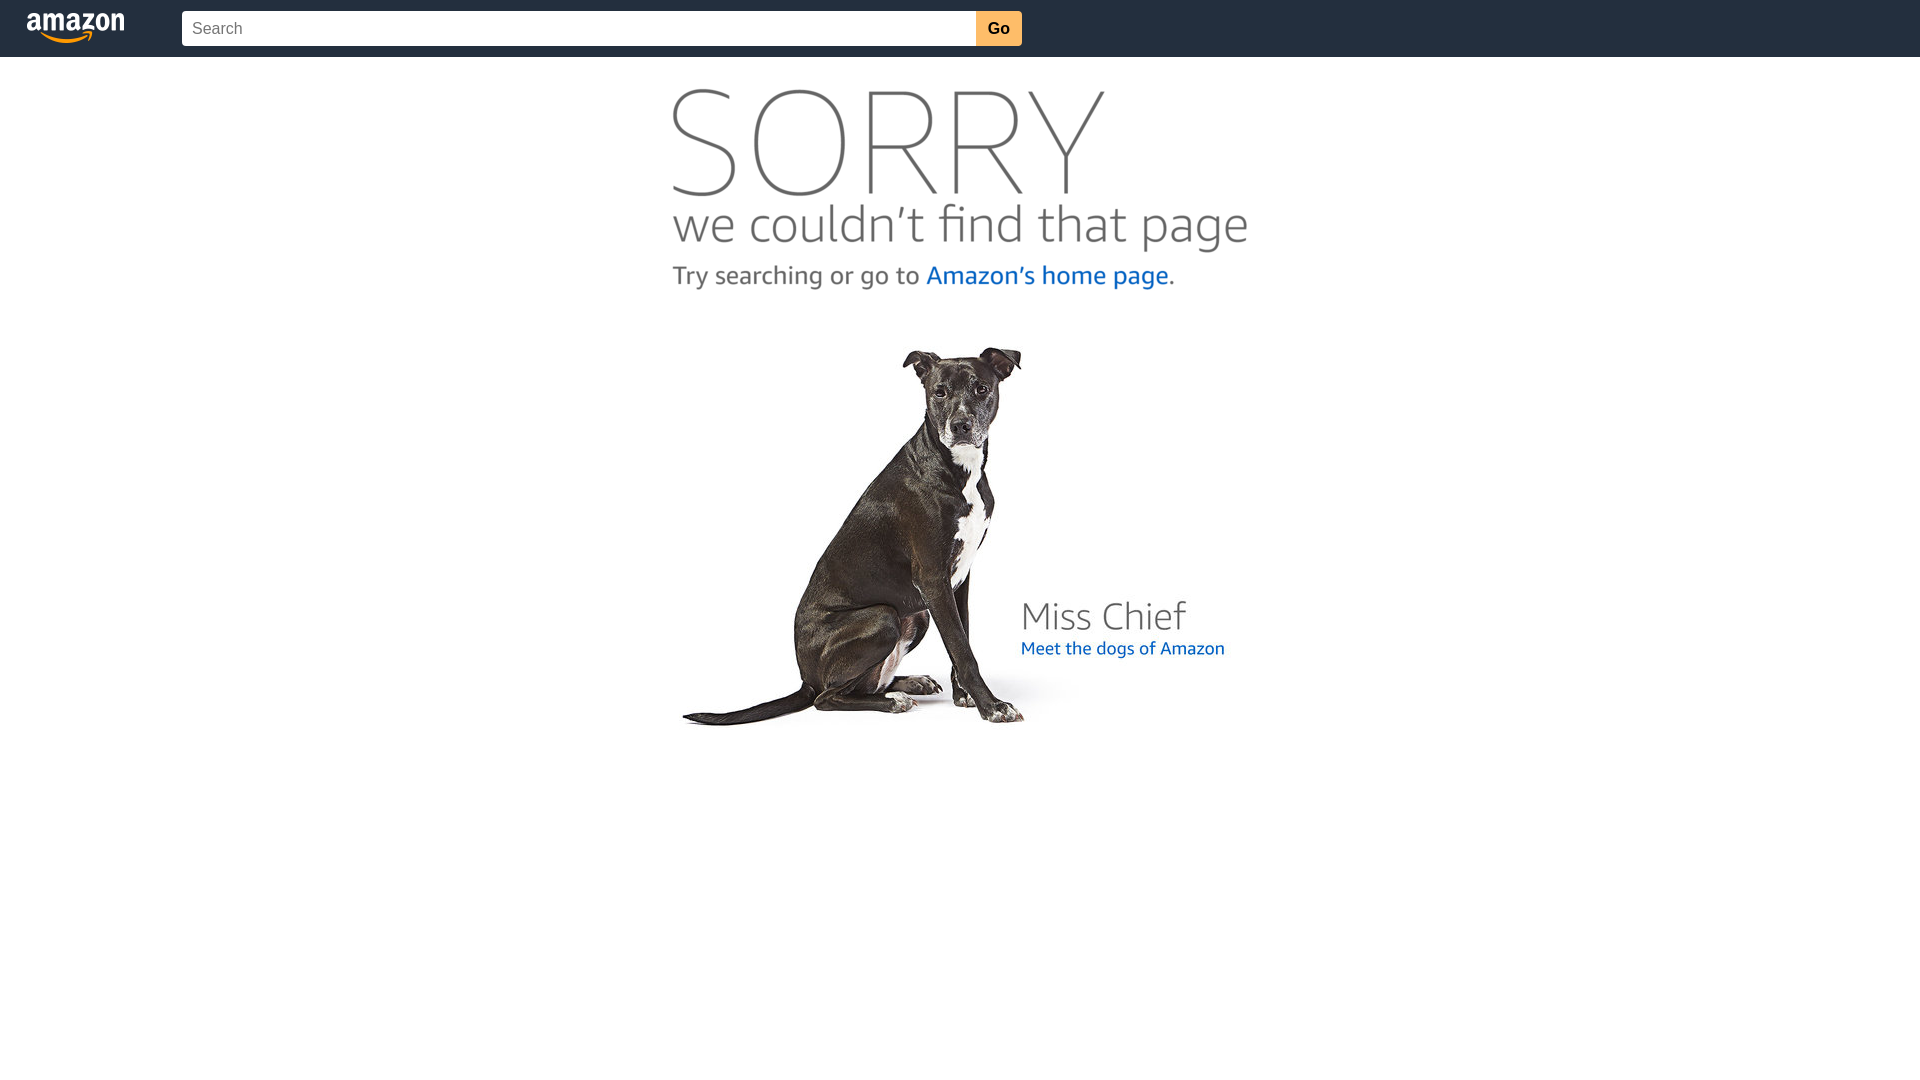 amazon
Search
Go
SORRY
we couldn't find that page
Try searching or go to Amazon's home page.
Miss Chief
Meet the dogs of Amazon